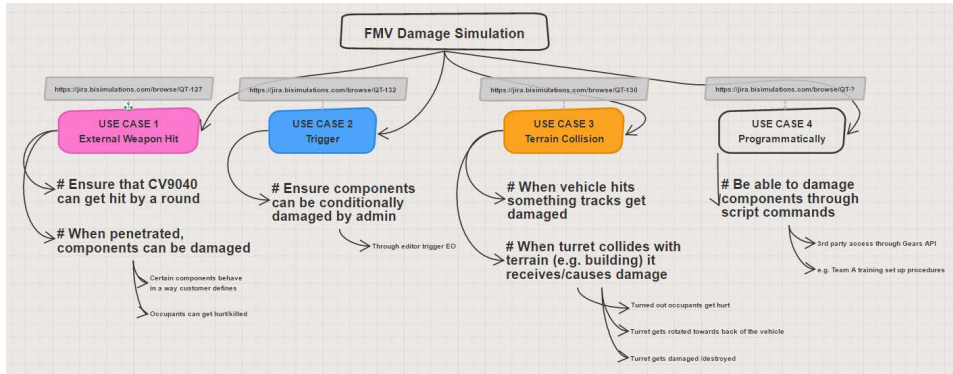 FMV Damage Simulation
https://jira.bisimulations.com/browse/QT-127
https://jira.bisimulations.com/browse/QT-132
https://jira.bisimulations.com/browse/QT-130
https://jira.bisimulations.com/browse/QT-?
USE CASE 1
External Weapon Hit
# Ensure that CV9040
can get hit by a round
# When penetrated,
components can be damaged
Certain components behave
in a way customer defines
Occupants can get hurt/killed
USE CASE 2
Trigger
# Ensure components
can be conditionally
damaged by admin
Through editor trigger EO
USE CASE 3
Terrain Collision
# When vehicle hits
something tracks get
damaged
# When turret collides with
terrain (e.g. building) it
receives/causes damage
Turned out occupants get hurt
Turret gets rotated towards back of the vehicle
Turret gets damaged /destroyed
USE CASE 4
Programmatically
# Be able to damage
components through
script commands
3rd party access through Gears API
e.g. Team A training set up procedures